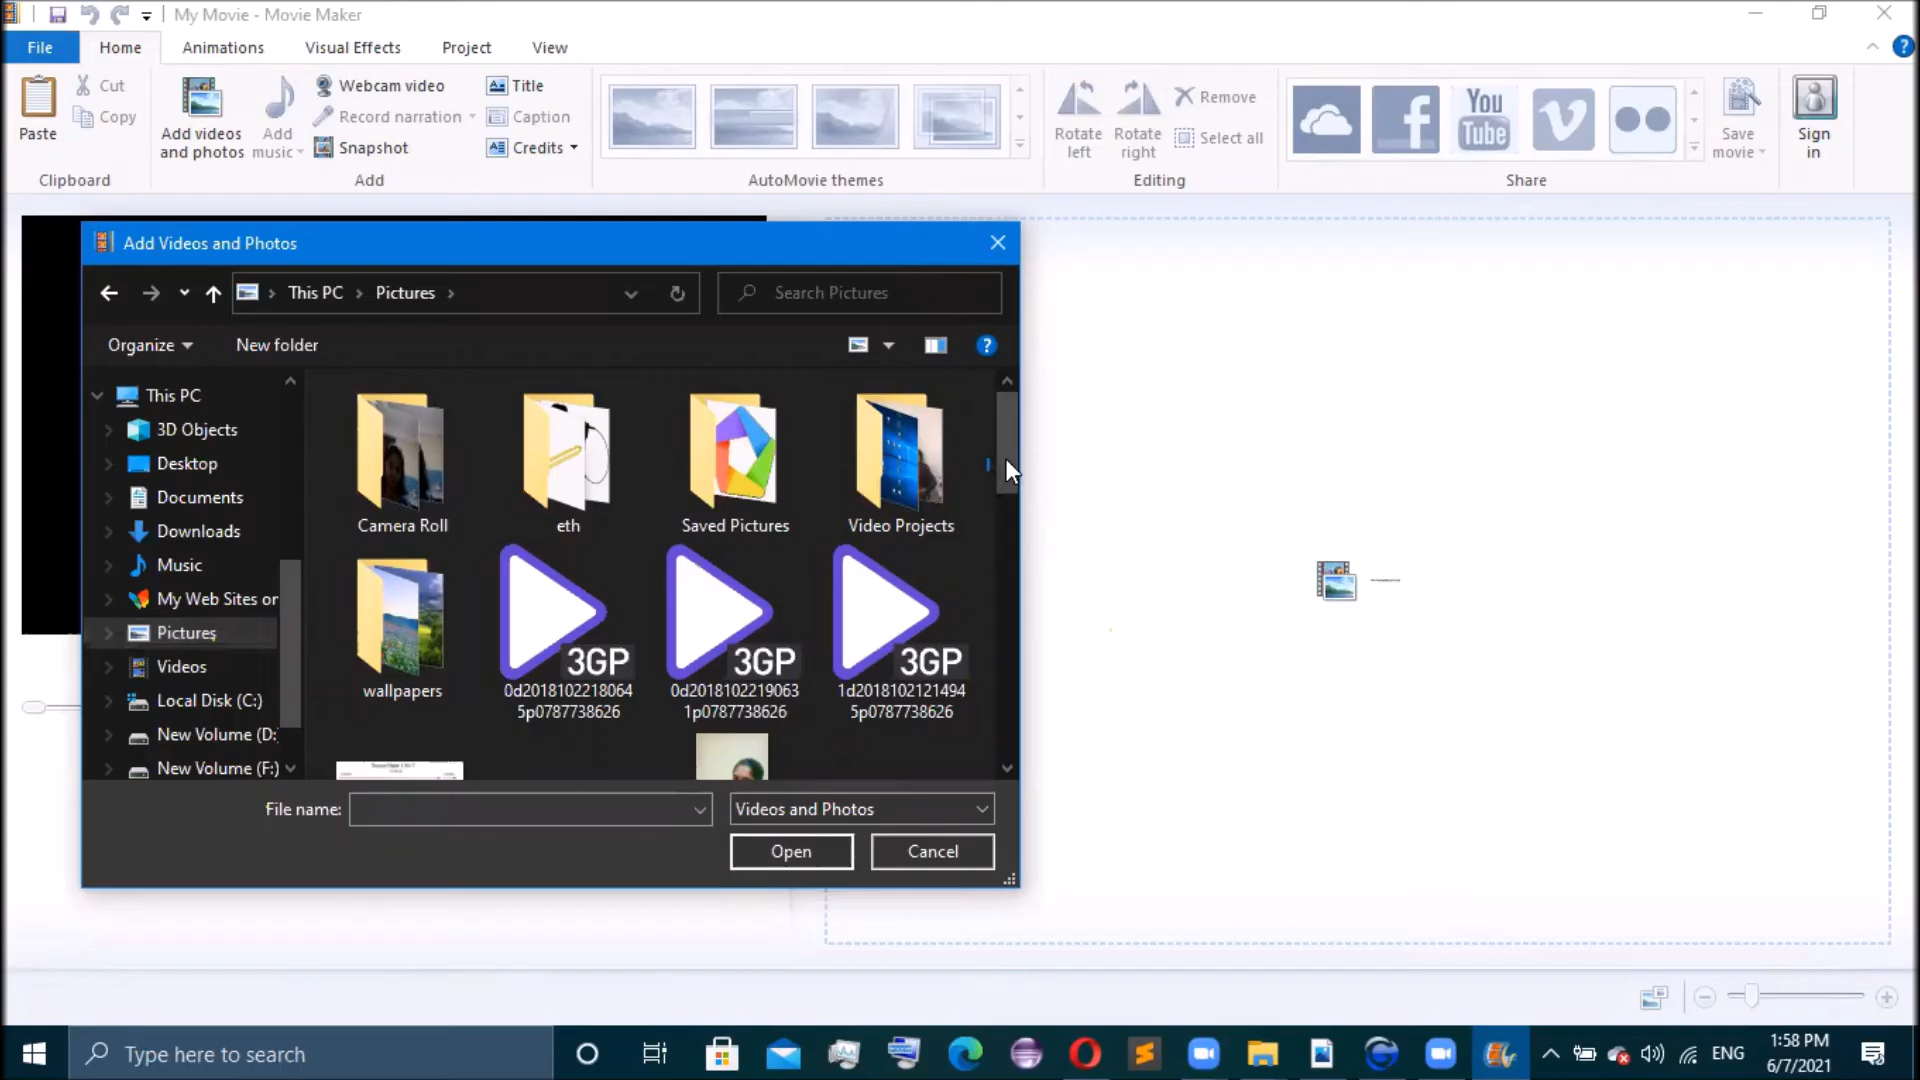 My Movie - Movie Maker
File
Home
Animations
Visual Effects
Project
View
Paste
Cut
Copy
Clipboard
Add videos
and photos
Add
music
Webcam video
Record narration
Snapshot
Title
Caption
Credits
Add
AutoMovie themes
Rotate
left
Rotate
right
Remove
Select all
Editing
You
Tube
Share
Save
movie
Sign
in
Add Videos and Photos
This PC
Pictures
Search Pictures
Organize
New folder
This PC
3D Objects
Desktop
Documents
Downloads
Music
My Web Sites or
Pictures
Videos
Local Disk (C:)
New Volume (D:
New Volume (F:)
Camera Roll
eth
Saved Pictures
Video Projects
wallpapers
3GP
0d2018102218064
5p0787738626
3GP
0d2018102219063
1p0787738626
3GP
1d2018102121494
5p0787738626
File name:
Videos and Photos
Open
Cancel
Type here to search
ENG
1:58 PM
6/7/2021